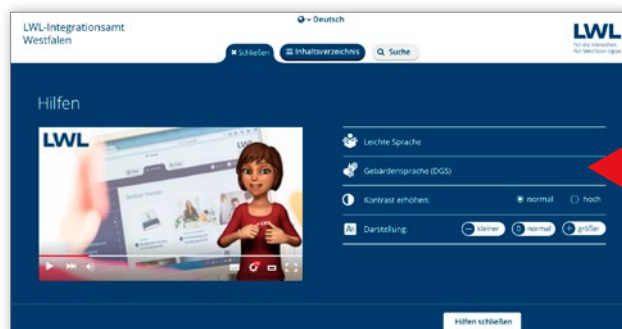 LWL-Integrationsamt
Westfalen
– Deutsch
LWL
Für die Menschen.
Für Westfalen-Lippe.
Schließen
Inhaltsverzeichnis
Suche
Hilfen
LWL
Leichte Sprache
Gebärdensprache (DGS)
Kontrast erhöhen:
normal
hoch
Darstellung:
kleiner
normal
größer
Hilfen schließen